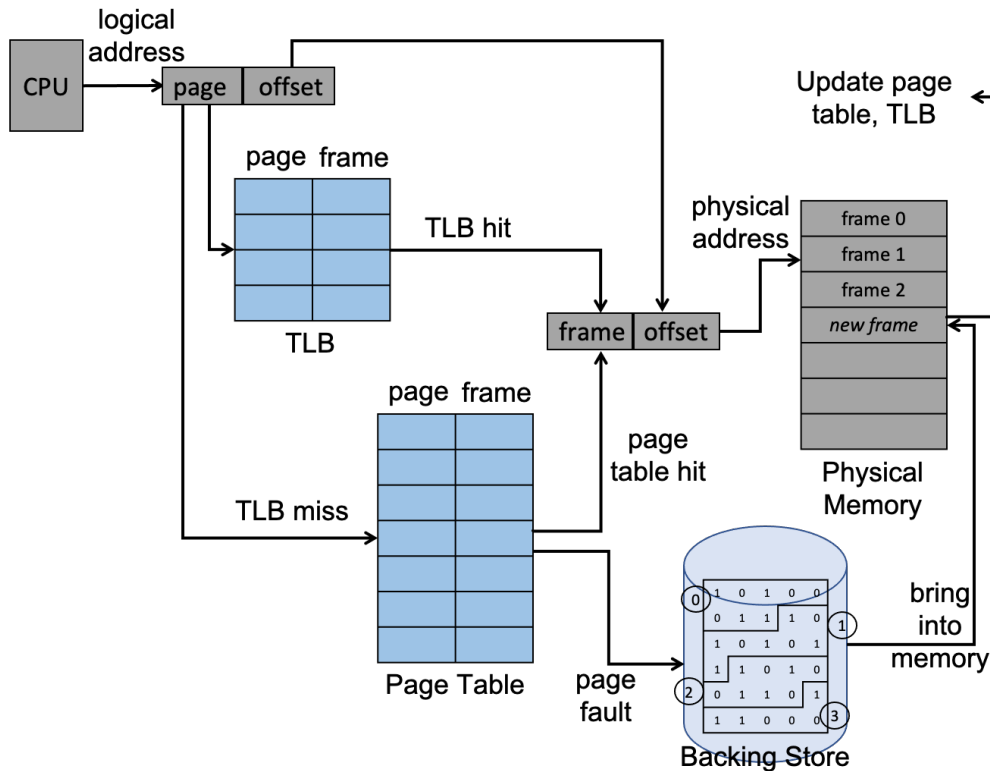 logical
address
CPU
page offset
Update page
table, TLB
page frame
TLB hit
TLB
physical
address
frame 0
frame 1
frame 2
new frame
frame offset
Physical
Memory
page frame
page
table hit
TLB miss
Page Table
page
fault
0
1 0 1 0 0
0 1 1 1 0
1
1 0 1 0 1
1 1 0 1 0
2
0 1 1 0 1
1 1 0 0 0
3
Backing Store
bring
into
memory